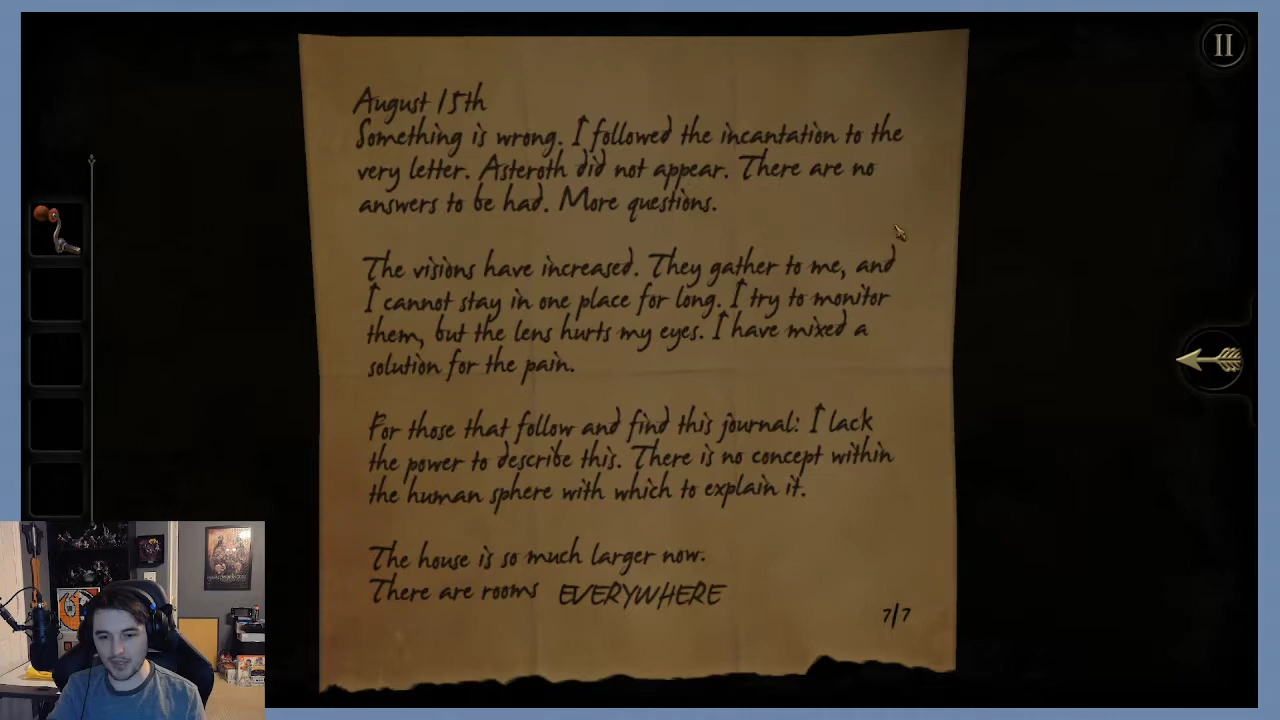 August 15th
Something is wrong. I followed the incantation to the
very letter. Asteroth did not appear. There are no
answers to be had. More questions.
The visions have increased. They gather to me, and
I cannot stay in one place for long. I try to monitor
them, but the lens hurts my eyes. I have mixed a
solution for the pain.
For those that follow and find this journal: I lack
the power to describe this. There is no concept within
the human sphere with which to explain it.
The house is so much larger now.
There are rooms EVERYWHERE
7/7